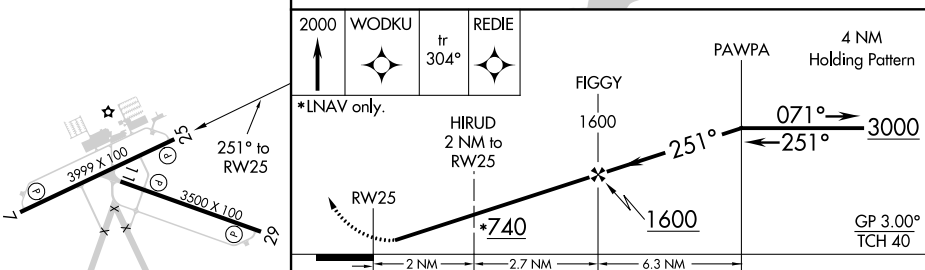 2000
WODKU
tr
304°
REDIE
*LNAV only.
PAWPA
4 NM
Holding Pattern
FIGGY
1600
HIRUD
2 NM to
RW25
071°
251°
3000
251°
RW25
*740
1600
GP 3.00°
TCH 40
2 NM
2.7 NM
6.3 NM
251° to
RW25
25
3999 X 100
7
P
P
11
P
3500 X 100
P
29
X
X
X